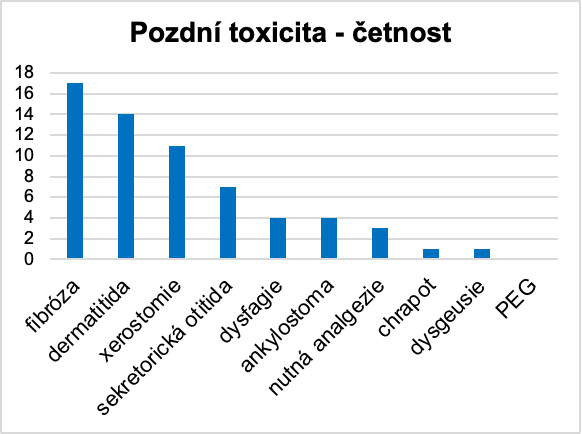 Pozdní toxicita - četnost
18
16
14
12
10
8
6
4
2
0
fibróza
dermatitida
xerostomie
sekretorická otitida
dysfagie
ankylostoma
nutná analgezie
chrapot
dysgeusie
PEG